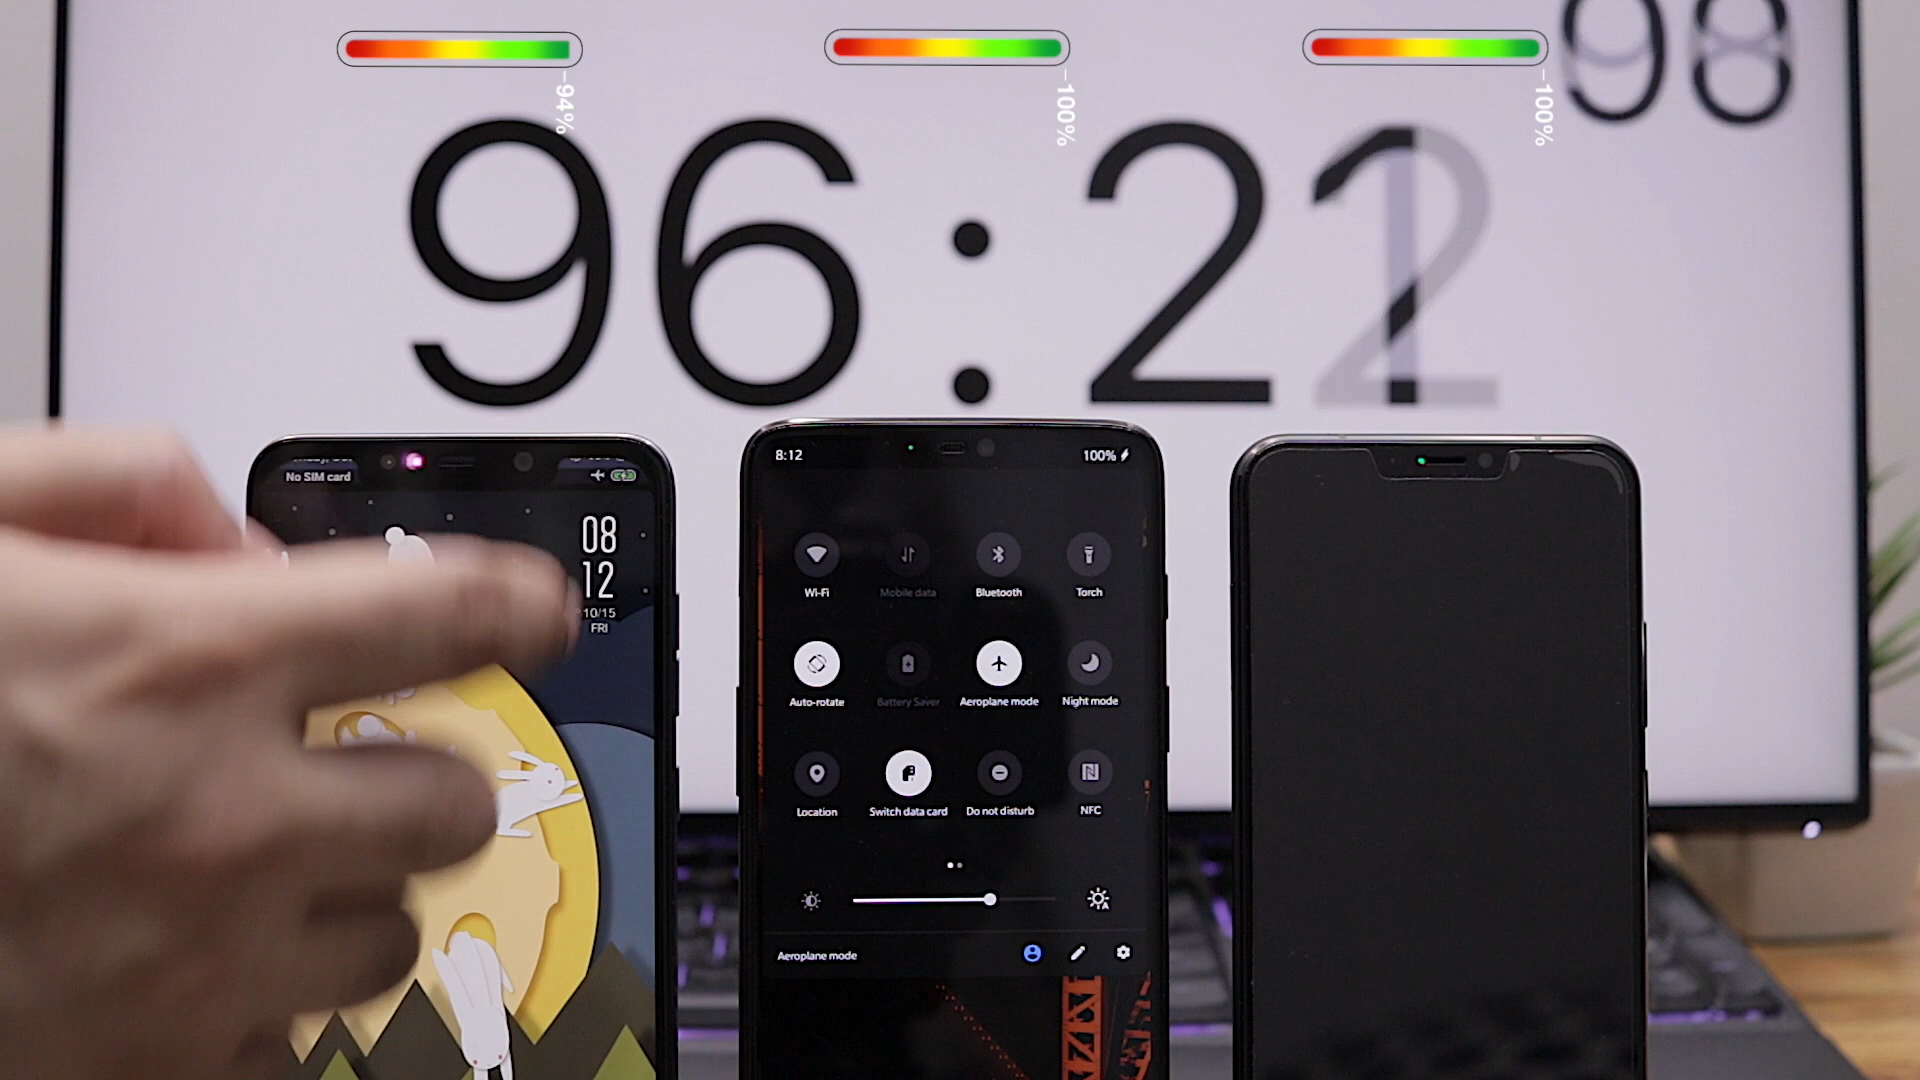 98
–94%
–100%
–100%
96:21
No SIM card
08
12
10/15
FRI
8:12
100%
Wi-Fi
Mobile data
Bluetooth
Torch
Auto-rotate
Battery Saver
Aeroplane mode
Night mode
Location
Switch data card
Do not disturb
NFC
Aeroplane mode